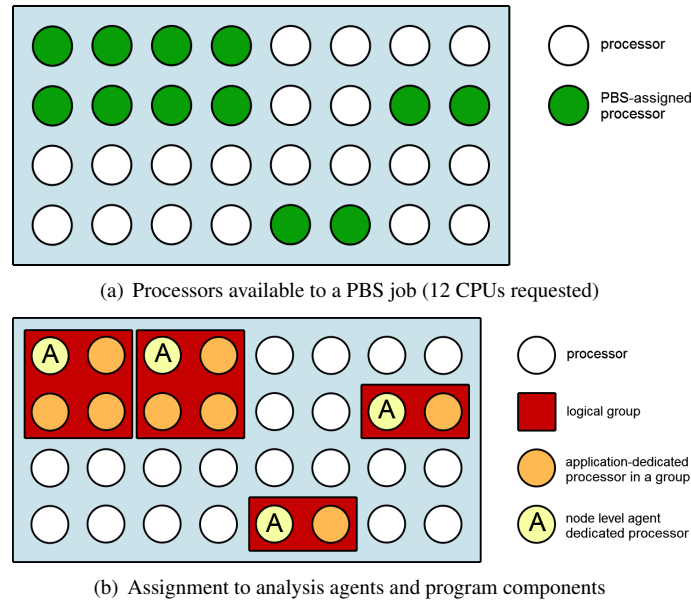 processor
PBS-assigned
processor
(a) Processors available to a PBS job (12 CPUs requested)
A
A
processor
A
logical group
application-dedicated
processor in a group
A
A
node level agent
dedicated processor
(b) Assignment to analysis agents and program components